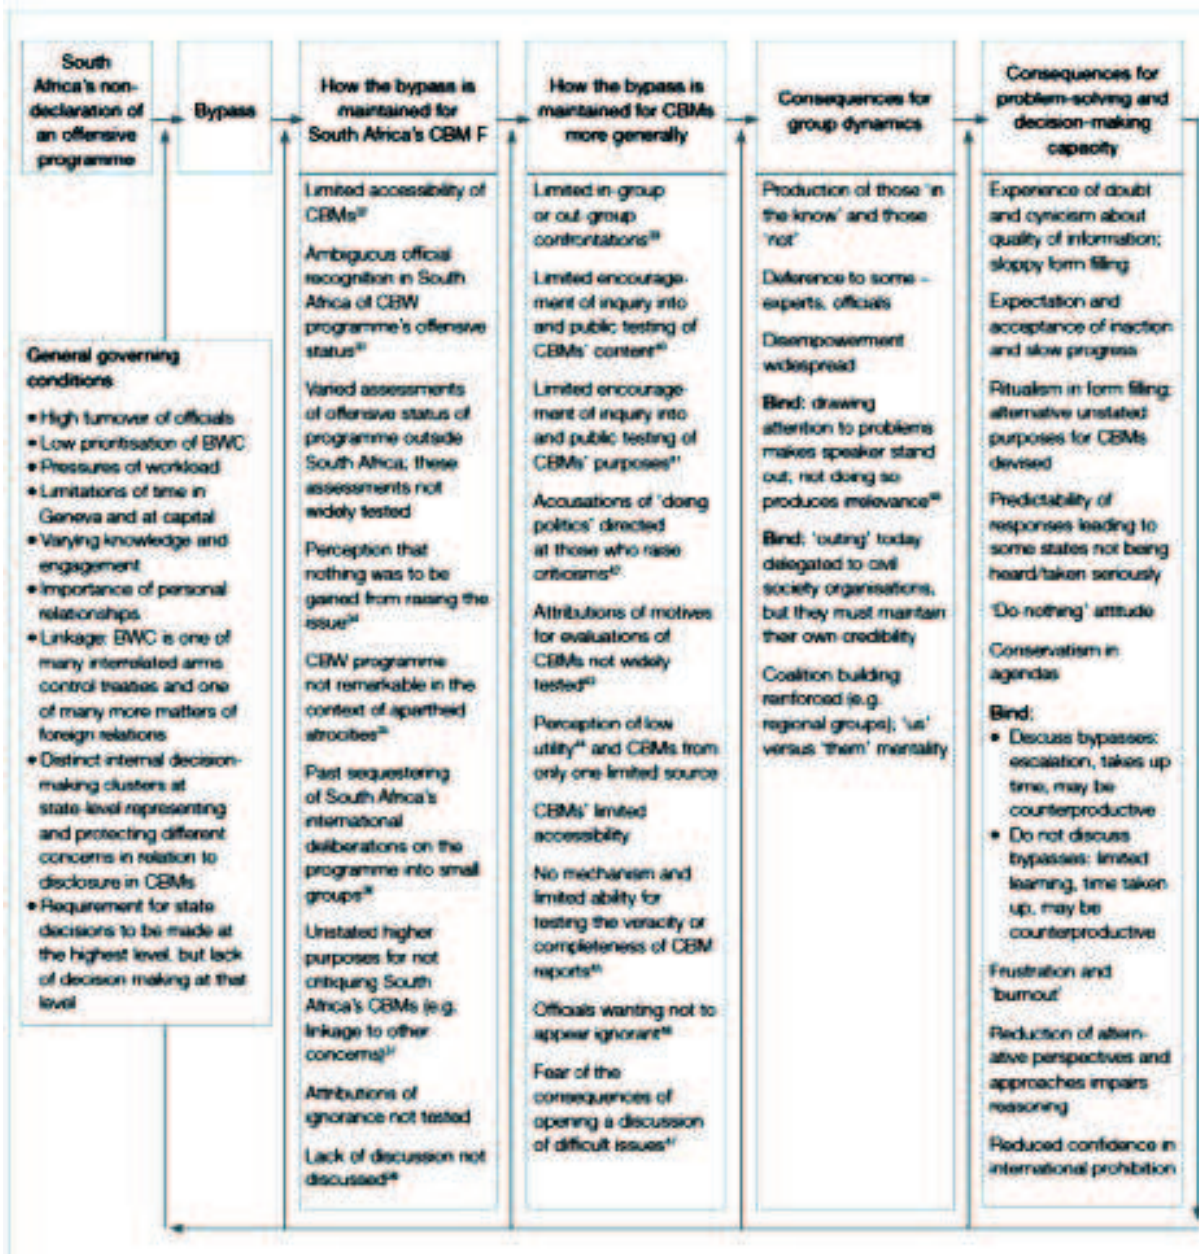 South
Africa's non-
declaration of
an offensive
programme
Bypass
How the bypass is
maintained for
South Africa's CBM F
How the bypass is
maintained for CBMs
more generally
Consequences for
group dynamics
Consequences for
problem-solving and
decision-making
capacity
General governing
conditions
• High turnover of officials
• Low prioritisation of BWC
• Pressures of workload
• Limitations of time in
Geneva and at capital
• Varying knowledge and
engagement
• Importance of personal
relationships
• Linkage: BWC is one of
many interrelated arms
control treaties and one
of many more matters of
foreign relations
• Distinct internal decision-
making clusters at
state-level representing
and protecting different
concerns in relation to
disclosure in CBMs
• Requirement for state
decisions to be made at
the highest level, but lack
of decision making at that
level
Limited accessibility of
CBMs
Ambiguous official
recognition in South
Africa of CBW
programme's offensive
status
Varied assessments
of offensive status of
programme outside
South Africa; these
assessments not
widely tested
Perception that
nothing was to be
gained from raising the
issue³⁴
CBW programme
not remarkable in the
context of apartheid
atrocities³⁵
Past sequestering
of South Africa's
international
deliberations on the
programme into small
groups³⁶
Unstated higher
purposes for not
critiquing South
Africa's CBMs (e.g.
linkage to other
concerns)³⁷
Attributions of
ignorance not tested
Lack of discussion not
discussed³⁸
Limited in-group
or out-group
confrontations³⁹
Limited encourage-
ment of inquiry into
and public testing of
CBMs' content⁴⁰
Limited encourage-
ment of inquiry into
and public testing of
CBMs' purposes⁴¹
Accusations of 'doing
politics' directed
at those who raise
criticisms⁴²
Attributions of motives
for evaluations of
CBMs not widely
tested⁴³
Perception of low
utility⁴⁴ and CBMs from
only one limited source
CBMs' limited
accessibility
No mechanism and
limited ability for
testing the veracity or
completeness of CBM
reports⁴⁵
Officials wanting not to
appear ignorant⁴⁶
Fear of the
consequences of
opening a discussion
of difficult issues⁴⁷
Production of those 'in
the know' and those
'not'
Deference to some –
experts, officials
Disempowerment
widespread
Bind: drawing
attention to problems
makes speaker stand
out, not doing so
produces irrelevance
Bind: 'outing' today
delegated to civil
society organisations,
but they must maintain
their own credibility
Coalition building
reinforced (e.g.
regional groups); 'us'
versus 'them' mentality
Experience of doubt
and cynicism about
quality of information;
sloppy form filling
Expectation and
acceptance of inaction
and slow progress
Ritualism in form filling;
alternative unstated
purposes for CBMs
devised
Predictability of
responses leading to
some states not being
heard/taken seriously
'Do nothing' attitude
Conservatism in
agendas
Bind:
• Discuss bypasses:
escalation, takes up
time, may be
counterproductive
• Do not discuss
bypasses: limited
learning, time taken
up, may be
counterproductive
Frustration and
'burnout'
Reduction of altern-
ative perspectives and
approaches impairs
reasoning
Reduced confidence in
international prohibition